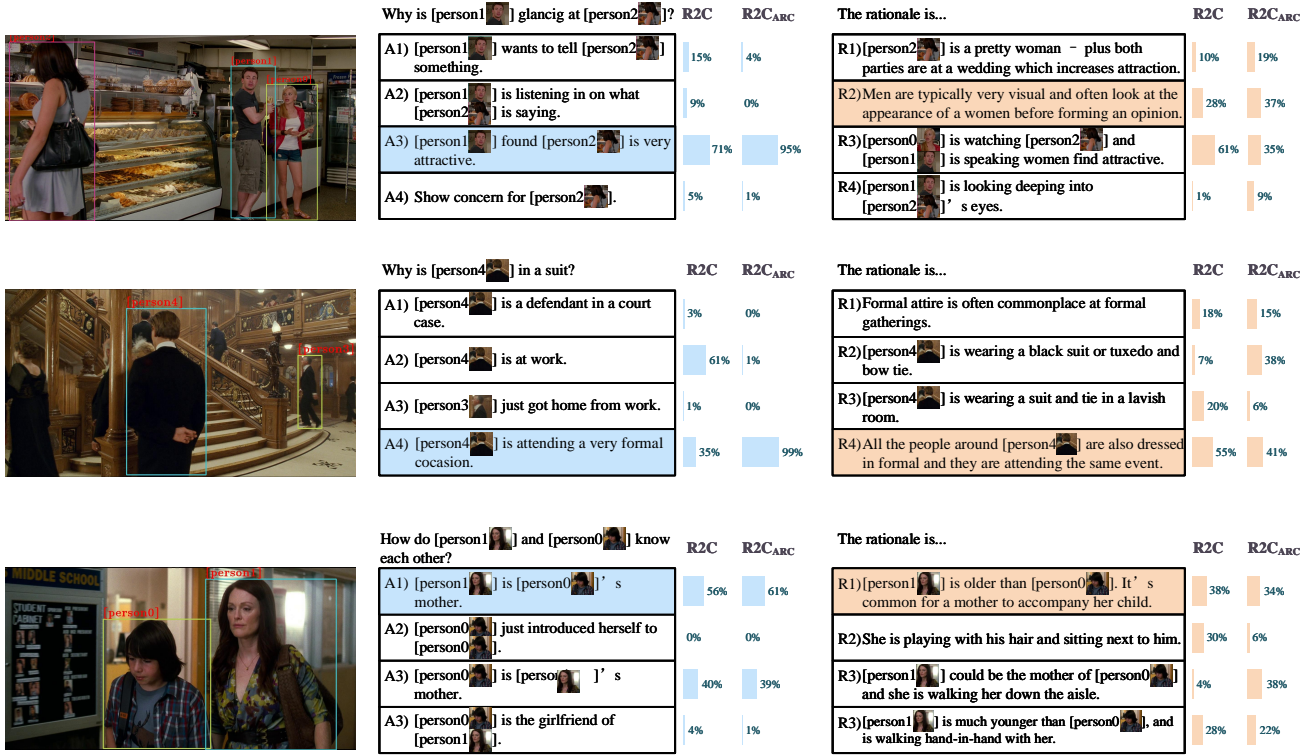 Why is [person1] glancig at [person2]? R2C R2CARC The rationale is... R2C R2CARC
A1) [person1] wants to tell [person2]
something.
15% 4%
A2) [person1] is listening in on what
[person2] is saying.
9% 0%
A3) [person1] found [person2] is very
attractive.
71% 95%
A4) Show concern for [person2].
5% 1%
R1)[person2] is a pretty woman – plus both
parties are at a wedding which increases attraction.
10% 19%
R2)Men are typically very visual and often look at the
appearance of a women before forming an opinion.
28% 37%
R3)[person0] is watching [person2] and
[person1] is speaking women find attractive.
61% 35%
R4)[person1] is looking deeping into
[person2]’s eyes.
1% 9%
Why is [person4] in a suit? R2C R2CARC The rationale is... R2C R2CARC
[person4]
A1) [person4] is a defendant in a court
case.
3% 0%
A2) [person4] is at work.
61% 1%
A3) [person3] just got home from work.
1% 0%
A4) [person4] is attending a very formal
cocasion.
35% 99%
R1)Formal attire is often commonplace at formal
gatherings.
18% 15%
R2)[person4] is wearing a black suit or tuxedo and
bow tie.
7% 38%
R3)[person4] is wearing a suit and tie in a lavish
room.
20% 6%
R4)All the people around [person4] are also dressed
in formal and they are attending the same event.
55% 41%
How do [person1] and [person0] know
each other?
R2C R2CARC The rationale is... R2C R2CARC
MIDDLE SCHOOL
STUDENT
CABINET
[person0]
A1) [person1] is [person0]’s
mother.
56% 61%
A2) [person0] just introduced herself to
[person0].
0% 0%
A3) [person0] is [person ]’s
mother.
40% 39%
A3) [person0] is the girlfriend of
[person1].
4% 1%
R1)[person1] is older than [person0]. It’s
common for a mother to accompany her child.
38% 34%
R2)She is playing with his hair and sitting next to him.
30% 6%
R3)[person1] could be the mother of [person0]
and she is walking her down the aisle.
4% 38%
R3)[person1] is much younger than [person0], and
is walking hand-in-hand with her.
28% 22%